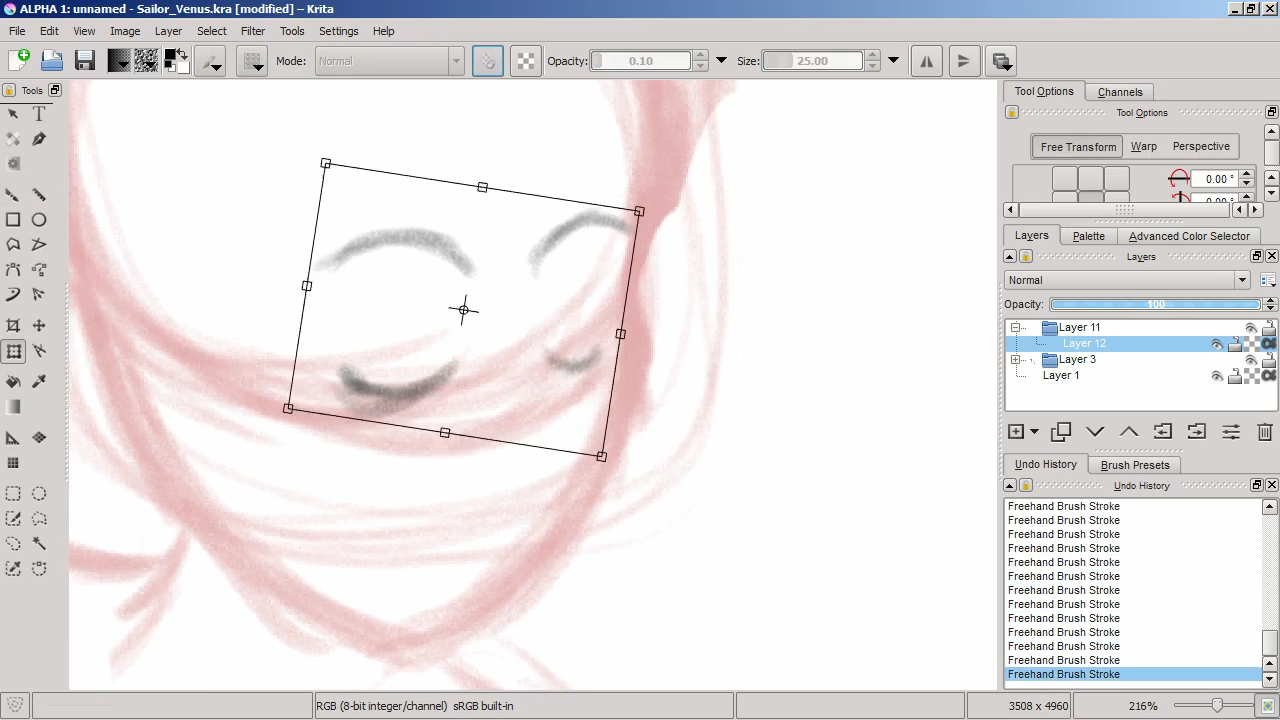 ALPHA 1: unnamed - Sailor_Venus.kra [modified] – Krita
File Edit View Image Layer Select Filter Tools Settings Help
Mode: Normal Opacity: 0.10 Size: 25.00
Tools
T
Tool Options Channels
Tool Options
Free Transform Warp Perspective
0.00 °
Layers Palette Advanced Color Selector
Layers
Normal
Opacity: 100
Layer 11
Layer 12
Layer 3
Layer 1
Undo History Brush Presets
Undo History
Freehand Brush Stroke
Freehand Brush Stroke
Freehand Brush Stroke
Freehand Brush Stroke
Freehand Brush Stroke
Freehand Brush Stroke
Freehand Brush Stroke
Freehand Brush Stroke
Freehand Brush Stroke
Freehand Brush Stroke
Freehand Brush Stroke
Freehand Brush Stroke
Freehand Brush Stroke
RGB (8-bit integer/channel) sRGB built-in 3508 x 4960 216%